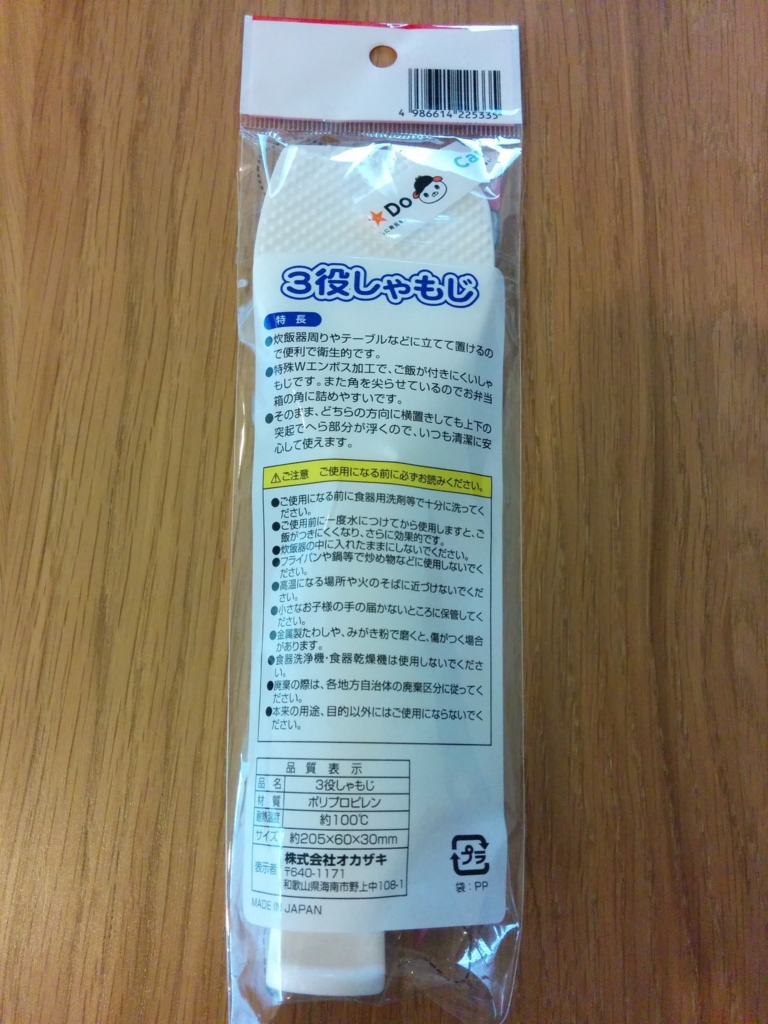 4 986614 225335
Ca
Do
3役しゃもじ
特長
●炊飯器周りやテーブルなどに立てて置けるの
で便利で衛生的です。
●特殊Wエンボス加工で、ご飯が付きにくいしゃ
もじです。また角を尖らせているのでお弁当
箱の角に詰めやすいです。
●そのまま、どちらの方向に横置きしても上下の
突起でへら部分が浮くので、いつも清潔に安
心して使えます。
⚠ご注意 ご使用になる前に必ずお読みください。
●ご使用になる前に食器用洗剤等で十分に洗ってく
ださい。
●ご使用前に一度水につけてから使用しますと、ご
飯がつきにくくなり、さらに効果的です。
●炊飯器の中に入れたままにしないでください。
●フライパンや鍋等で炒め物などに使用しないでく
ださい。
●高温になる場所や火のそばに近づけないでくだ
さい。
●小さなお子様の手の届かないところに保管してく
ださい。
●金属製たわしや、みがき粉で磨くと、傷がつく場合
があります。
●食器洗浄機・食器乾燥機は使用しないでくださ
い。
●廃棄の際は、各地方自治体の廃棄区分に従ってく
ださい。
●本来の用途、目的以外にはご使用にならないでく
ださい。
品質表示
品名 3役しゃもじ
材質 ポリプロピレン
耐熱温度 約100℃
サイズ 約205×60×30mm
表示者 株式会社オカザキ
〒640-1171
和歌山県海南市野上中108-1
プラ
袋：PP
MADE IN JAPAN